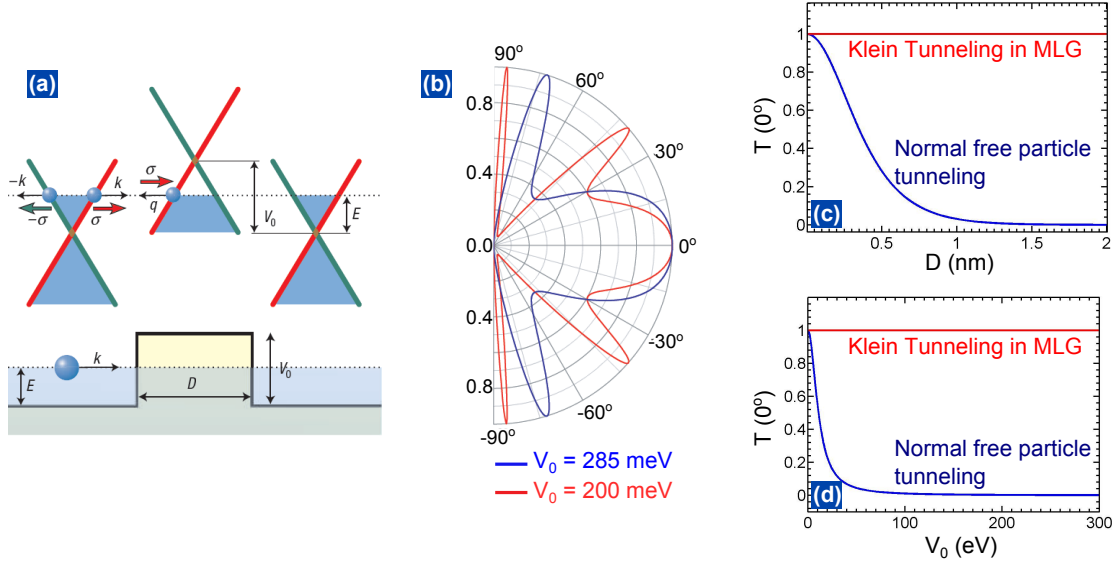 (a)
σ
-k
k
q
-σ
σ
V₀
E
k
E
D
V₀
(b)
90º
60º
30º
0º
-30º
-60º
-90º
0.8
0.4
0.0
0.4
0.8
V₀ = 285 meV
V₀ = 200 meV
(c)
T (0º)
1
0.8
0.6
0.4
0.2
0
Klein Tunneling in MLG
Normal free particle
tunneling
0.5
1
1.5
2
D (nm)
(d)
T (0º)
1
0.8
0.6
0.4
0.2
0
Klein Tunneling in MLG
Normal free particle
tunneling
0
100
200
300
V₀ (eV)